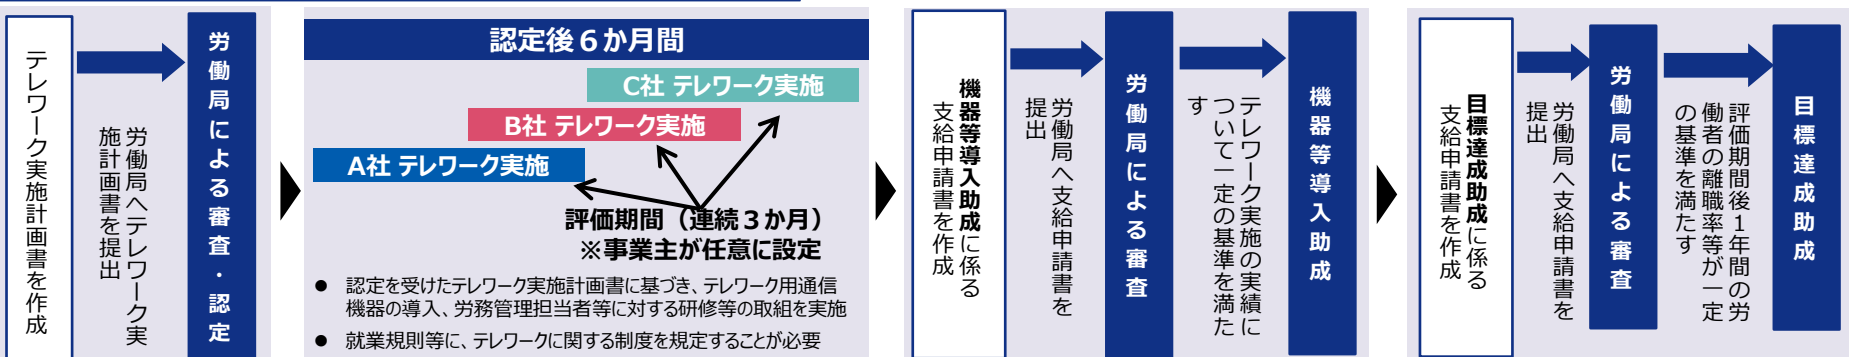 テレワーク実施計画書を作成
労働局へテレワーク実
施計画書を提出
労働局による審査・認定
認定後６か月間
C社 テレワーク実施
B社 テレワーク実施
A社 テレワーク実施
評価期間（連続３か月）
※事業主が任意に設定
● 認定を受けたテレワーク実施計画書に基づき、テレワーク用通信
機器の導入、労務管理担当者等に対する研修等の取組を実施
● 就業規則等に、テレワークに関する制度を規定することが必要
機器等導入助成に係る
支給申請書を作成
労働局へ支給申請書を
提出
労働局による審査
テレワーク実施の実績に
ついて一定の基準を満た
す
機器等導入助成
目標達成助成に係る
支給申請書を作成
労働局へ支給申請書を
提出
労働局による審査
評価期間後１年間の労
働者の離職率等が一定
の基準を満たす
目標達成助成